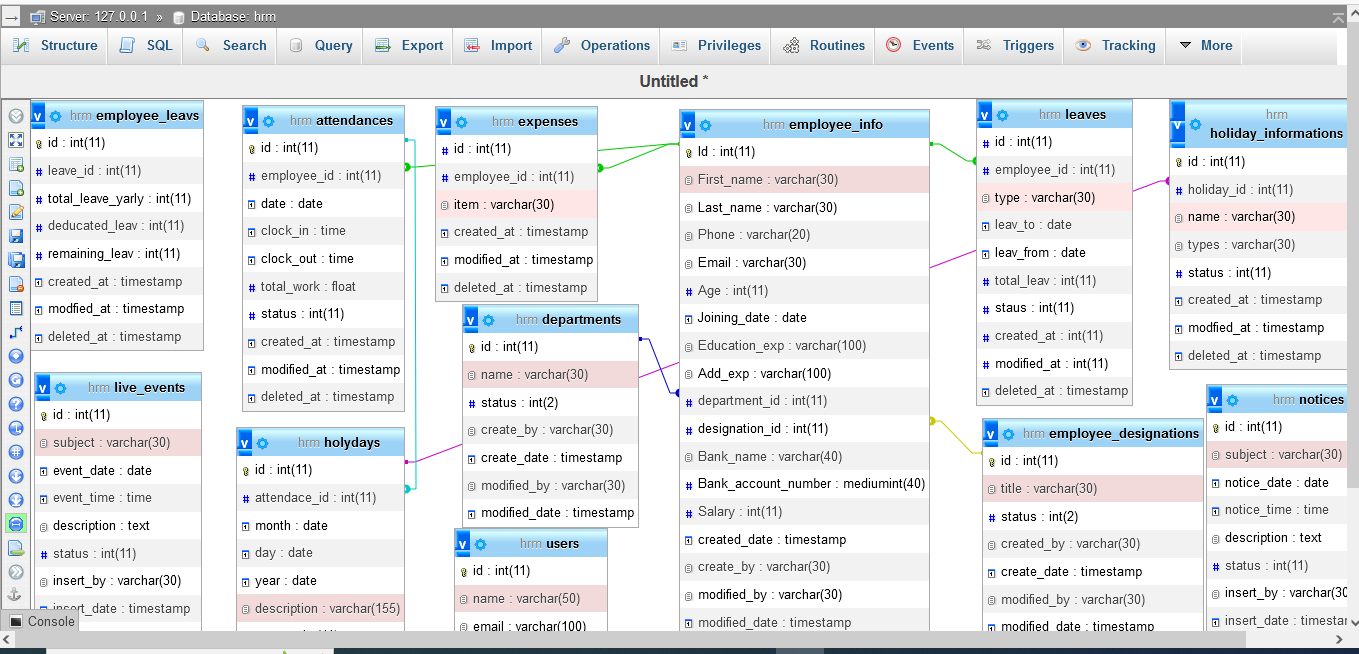 Server: 127.0.0.1 » Database: hrm
Structure SQL Search Query Export Import Operations Privileges Routines Events Triggers Tracking More
Untitled *
hrm employee_leavs
id : int(11)
leave_id : int(11)
total_leave_yarly : int(11)
deducated_leav : int(11)
remaining_leav : int(11)
created_at : timestamp
modfied_at : timestamp
deleted_at : timestamp
hrm live_events
id : int(11)
subject : varchar(30)
event_date : date
event_time : time
description : text
status : int(11)
insert_by : varchar(30)
insert_date : timestamp
hrm attendances
id : int(11)
employee_id : int(11)
date : date
clock_in : time
clock_out : time
total_work : float
status : int(11)
created_at : timestamp
modified_at : timestamp
deleted_at : timestamp
hrm holydays
id : int(11)
attendace_id : int(11)
month : date
day : date
year : date
description : varchar(155)
hrm expenses
id : int(11)
employee_id : int(11)
item : varchar(30)
created_at : timestamp
modified_at : timestamp
deleted_at : timestamp
hrm departments
id : int(11)
name : varchar(30)
status : int(2)
create_by : varchar(30)
create_date : timestamp
modified_by : varchar(30)
modified_date : timestamp
hrm users
id : int(11)
name : varchar(50)
email : varchar(100)
hrm employee_info
Id : int(11)
First_name : varchar(30)
Last_name : varchar(30)
Phone : varchar(20)
Email : varchar(30)
Age : int(11)
Joining_date : date
Education_exp : varchar(100)
Add_exp : varchar(100)
department_id : int(11)
designation_id : int(11)
Bank_name : varchar(40)
Bank_account_number : mediumint(40)
Salary : int(11)
created_date : timestamp
create_by : varchar(30)
modified_by : varchar(30)
modified_date : timestamp
hrm leaves
id : int(11)
employee_id : int(11)
type : varchar(30)
leav_to : date
leav_from : date
total_leav : int(11)
staus : int(11)
created_at : int(11)
modified_at : int(11)
deleted_at : timestamp
hrm employee_designations
id : int(11)
title : varchar(30)
status : int(2)
created_by : varchar(30)
create_date : timestamp
modified_by : varchar(30)
modified_date : timestamp
hrm
holiday_informations
id : int(11)
holiday_id : int(11)
name : varchar(30)
types : varchar(30)
status : int(11)
created_at : timestamp
modfied_at : timestamp
deleted_at : timestamp
hrm notices
id : int(11)
subject : varchar(30)
notice_date : date
notice_time : time
description : text
status : int(11)
insert_by : varchar(30
insert_date : timesta
Console